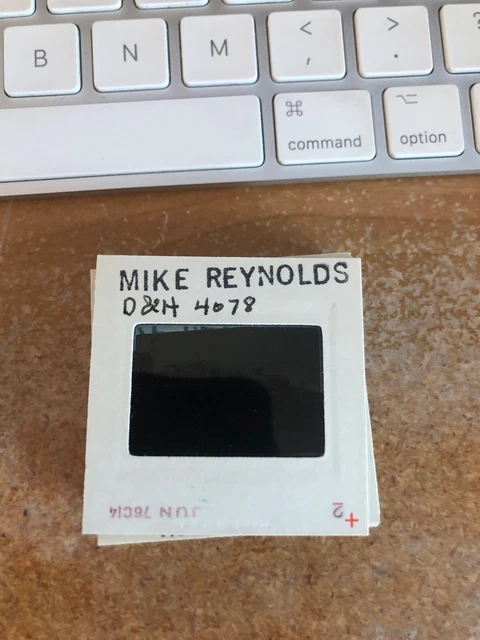 B N M < , > . ?
⌘ command ⌥ option
MIKE REYNOLDS
D&H 4078
JUN 76C14
2 +